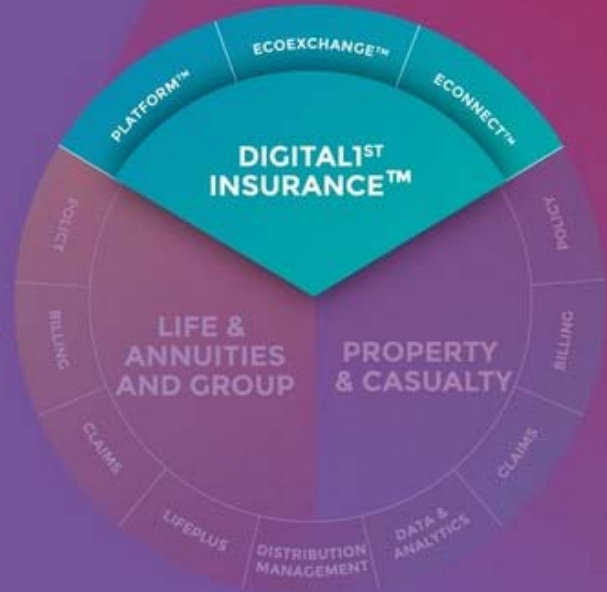 PLATFORM™
ECOEXCHANGE™
ECONNECT™
DIGITAL1ST
INSURANCE™
POLICY
BILLING
CLAIMS
LIFEPLUS
LIFE &
ANNUITIES
AND GROUP
PROPERTY
& CASUALTY
POLICY
BILLING
CLAIMS
DATA &
ANALYTICS
DISTRIBUTION
MANAGEMENT